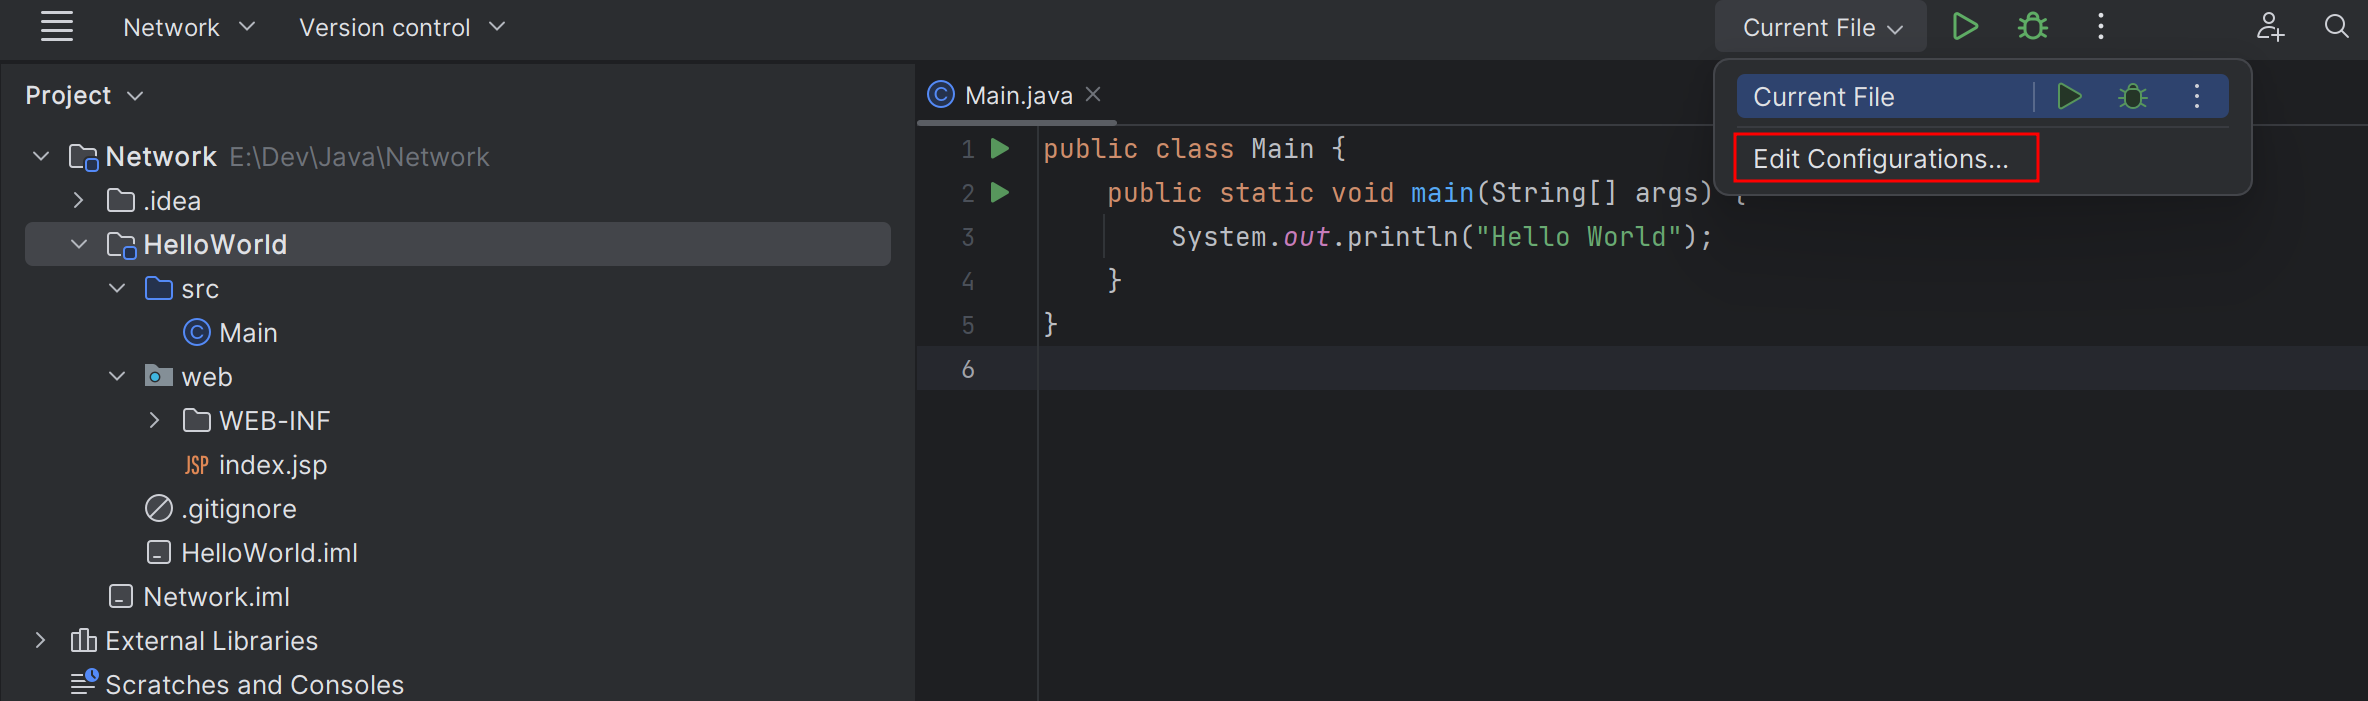 Network Version control Current File
Project
Network E:\Dev\Java\Network
.idea
HelloWorld
src
C Main
web
WEB-INF
JSP index.jsp
.gitignore
HelloWorld.iml
Network.iml
External Libraries
Scratches and Consoles
C Main.java
1 public class Main {
2 public static void main(String[] args) {
3 System.out.println("Hello World");
4 }
5 }
6
Current File
Edit Configurations...